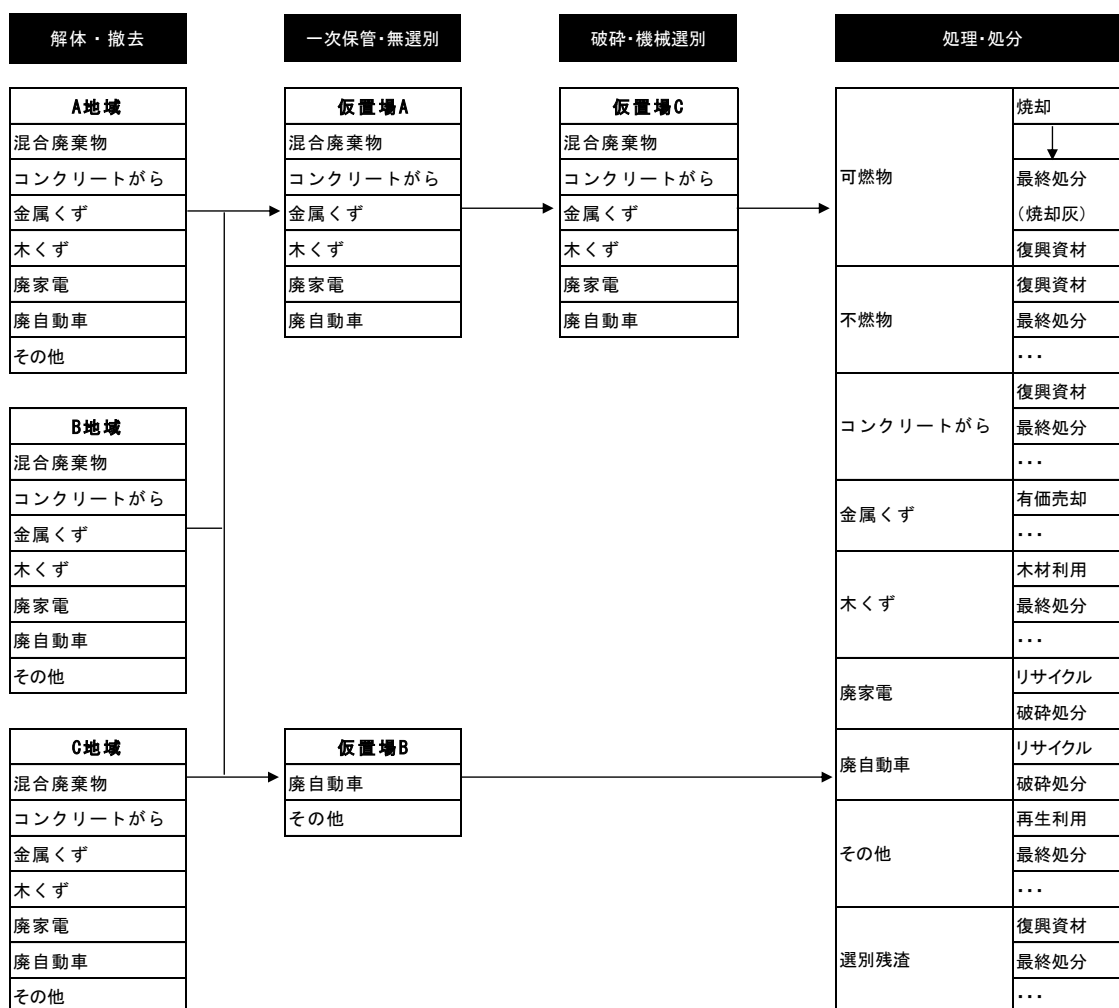 解体・撤去
一次保管・無選別
破砕・機械選別
処理・処分
A地域
混合廃棄物
コンクリートがら
金属くず
木くず
廃家電
廃自動車
その他
B地域
混合廃棄物
コンクリートがら
金属くず
木くず
廃家電
廃自動車
その他
C地域
混合廃棄物
コンクリートがら
金属くず
木くず
廃家電
廃自動車
その他
仮置場A
混合廃棄物
コンクリートがら
金属くず
木くず
廃家電
廃自動車
仮置場B
廃自動車
その他
仮置場C
混合廃棄物
コンクリートがら
金属くず
木くず
廃家電
廃自動車
可燃物
焼却
最終処分
(焼却灰)
復興資材
不燃物
復興資材
最終処分
・・・
コンクリートがら
復興資材
最終処分
・・・
金属くず
有価売却
・・・
木くず
木材利用
最終処分
・・・
廃家電
リサイクル
破砕処分
廃自動車
リサイクル
破砕処分
その他
再生利用
最終処分
・・・
選別残渣
復興資材
最終処分
・・・